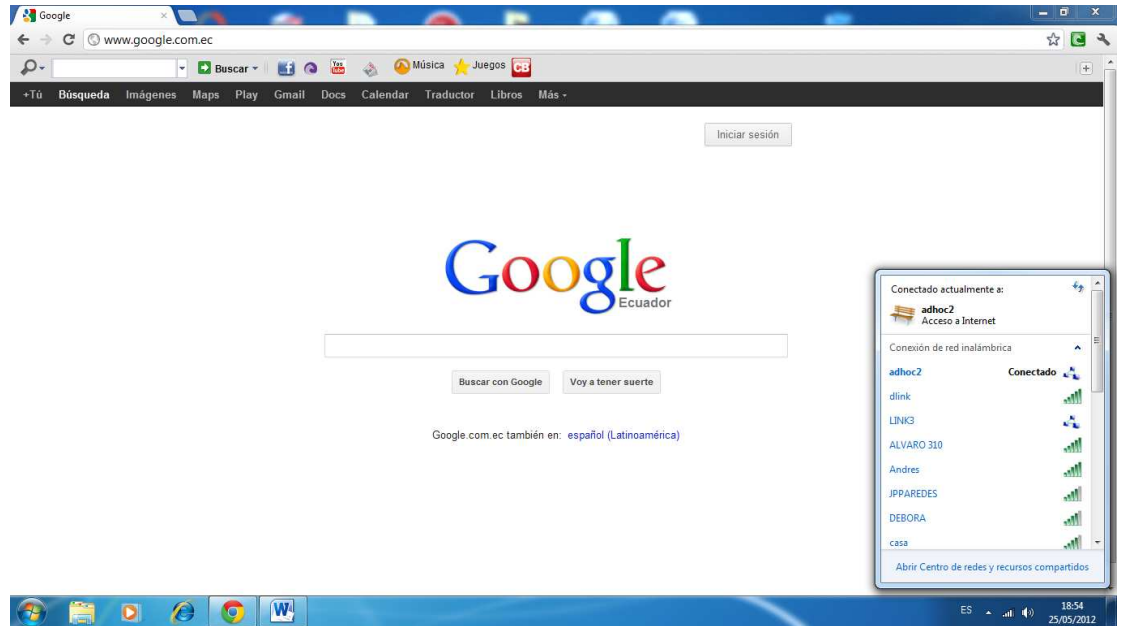 Google
www.google.com.ec
Buscar You Tube Música Juegos CB
+Tú Búsqueda Imágenes Maps Play Gmail Docs Calendar Traductor Libros Más
Iniciar sesión
Google
Ecuador
Buscar con Google Voy a tener suerte
Google.com.ec también en: español (Latinoamérica)
Conectado actualmente a:
adhoc2
Acceso a Internet
Conexión de red inalámbrica
adhoc2 Conectado
dlink
LINK3
ALVARO 310
Andres
JPPAREDES
DEBORA
casa
Abrir Centro de redes y recursos compartidos
ES 18:54
25/05/2012